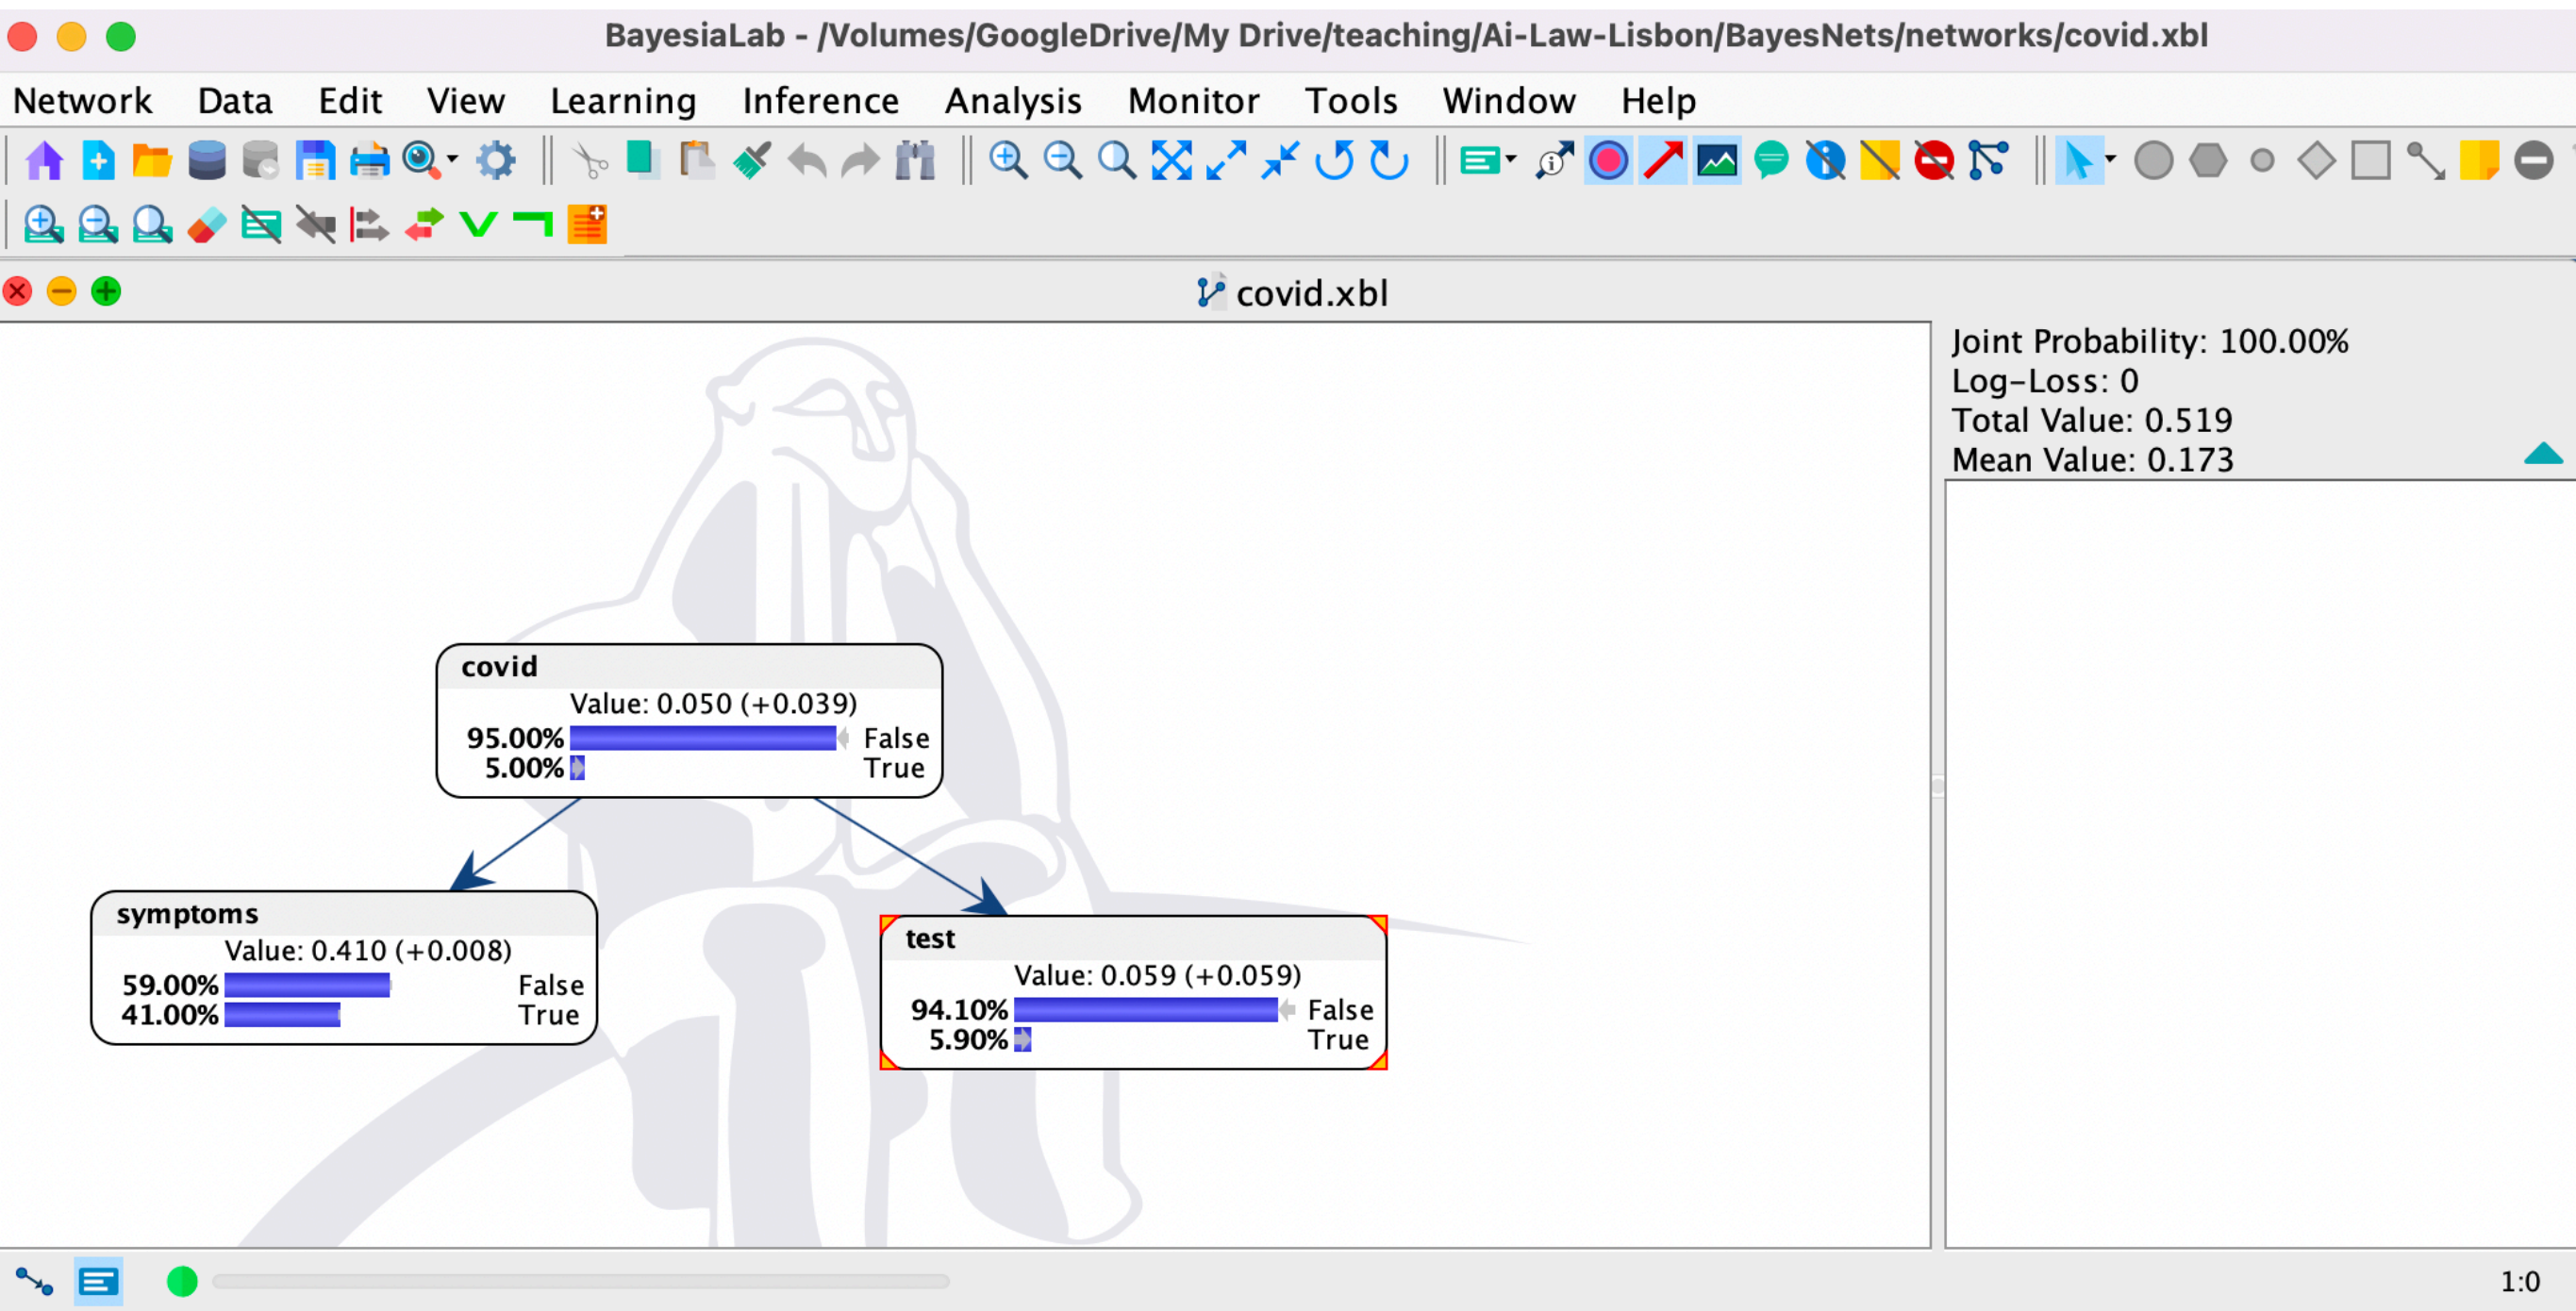 BayesiaLab - /Volumes/GoogleDrive/My Drive/teaching/Ai-Law-Lisbon/BayesNets/networks/covid.xbl
Network Data Edit View Learning Inference Analysis Monitor Tools Window Help
covid.xbl
Joint Probability: 100.00%
Log-Loss: 0
Total Value: 0.519
Mean Value: 0.173
covid
Value: 0.050 (+0.039)
95.00% False
5.00% True
symptoms
Value: 0.410 (+0.008)
59.00% False
41.00% True
test
Value: 0.059 (+0.059)
94.10% False
5.90% True
1:0